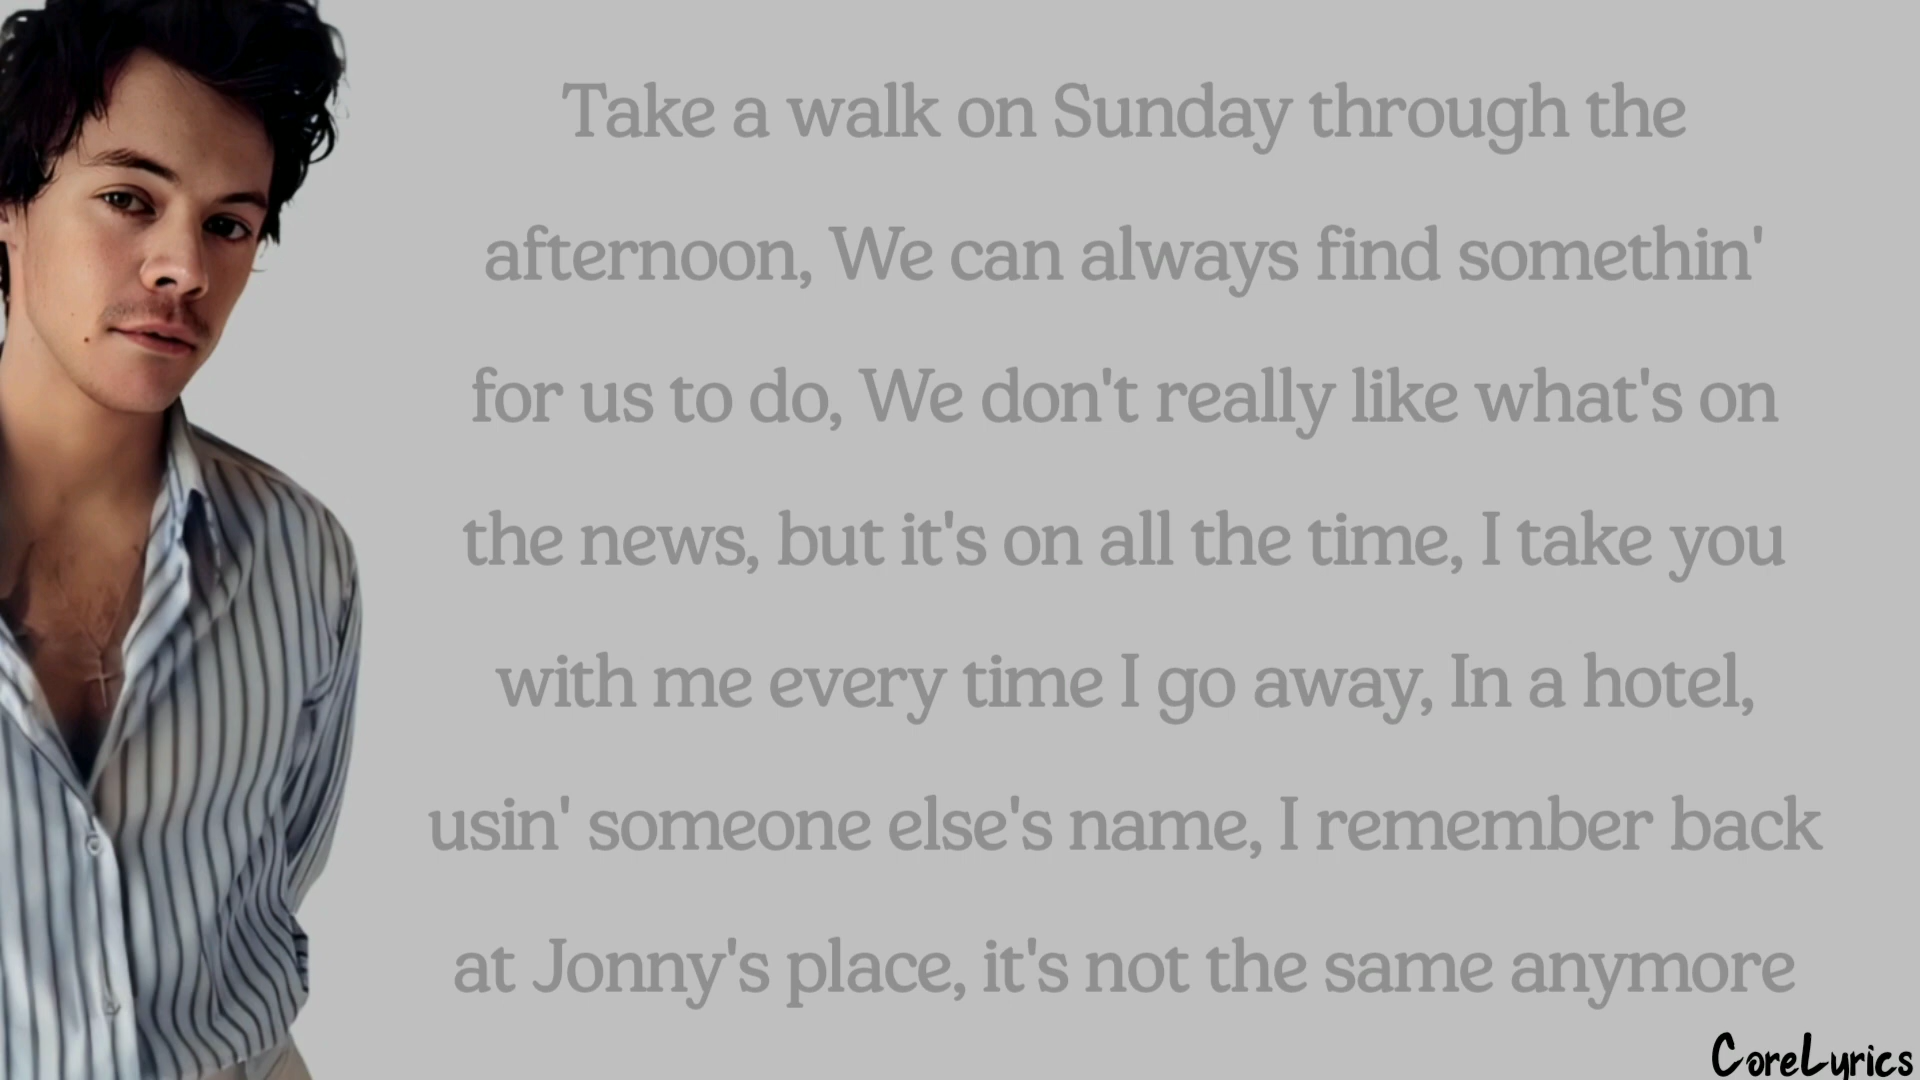 Take a walk on Sunday through the
afternoon, We can always find somethin'
for us to do, We don't really like what's on
the news, but it's on all the time, I take you
with me every time I go away, In a hotel,
usin' someone else's name, I remember back
at Jonny's place, it's not the same anymore
CoreLyrics